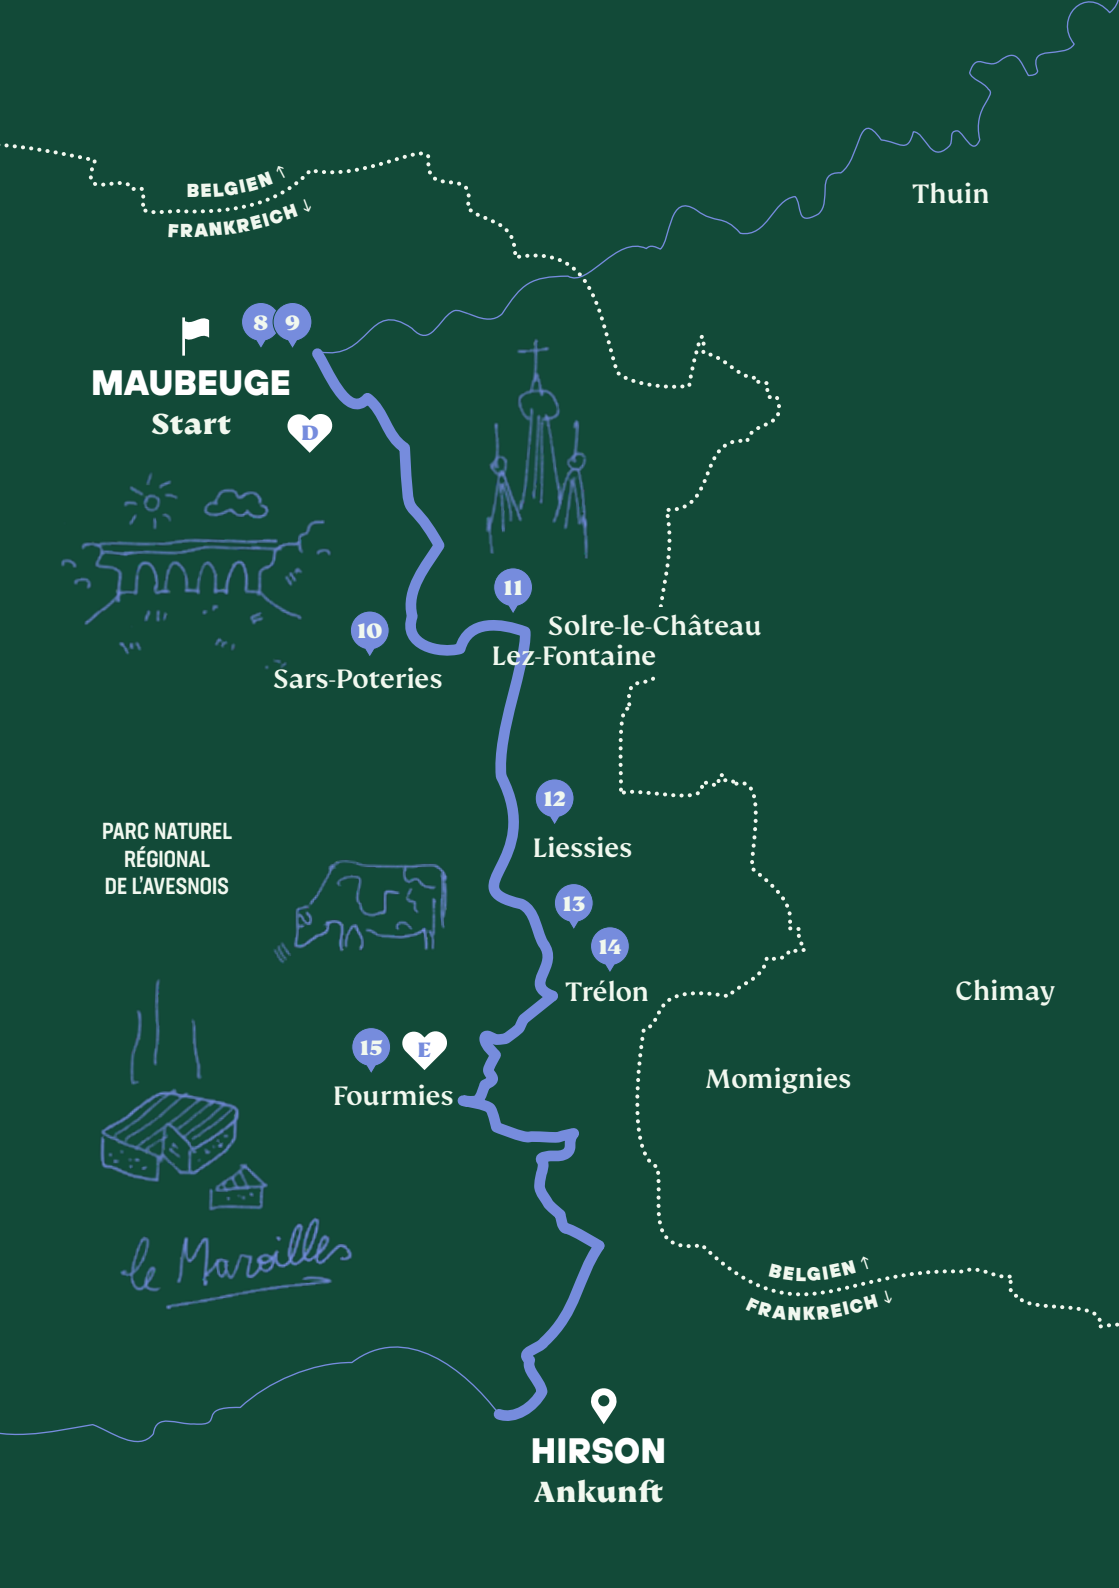 Thuin
BELGIEN ↑
FRANKREICH ↓
8 9
MAUBEUGE
Start
D
11
10
Solre-le-Château
Lez-Fontaine
Sars-Poteries
12
Liessies
PARC NATUREL
RÉGIONAL
DE L'AVESNOIS
13
14
Trélon
Chimay
15 E
Fourmies
Momignies
le Maroilles
BELGIEN ↑
FRANKREICH ↓
HIRSON
Ankunft